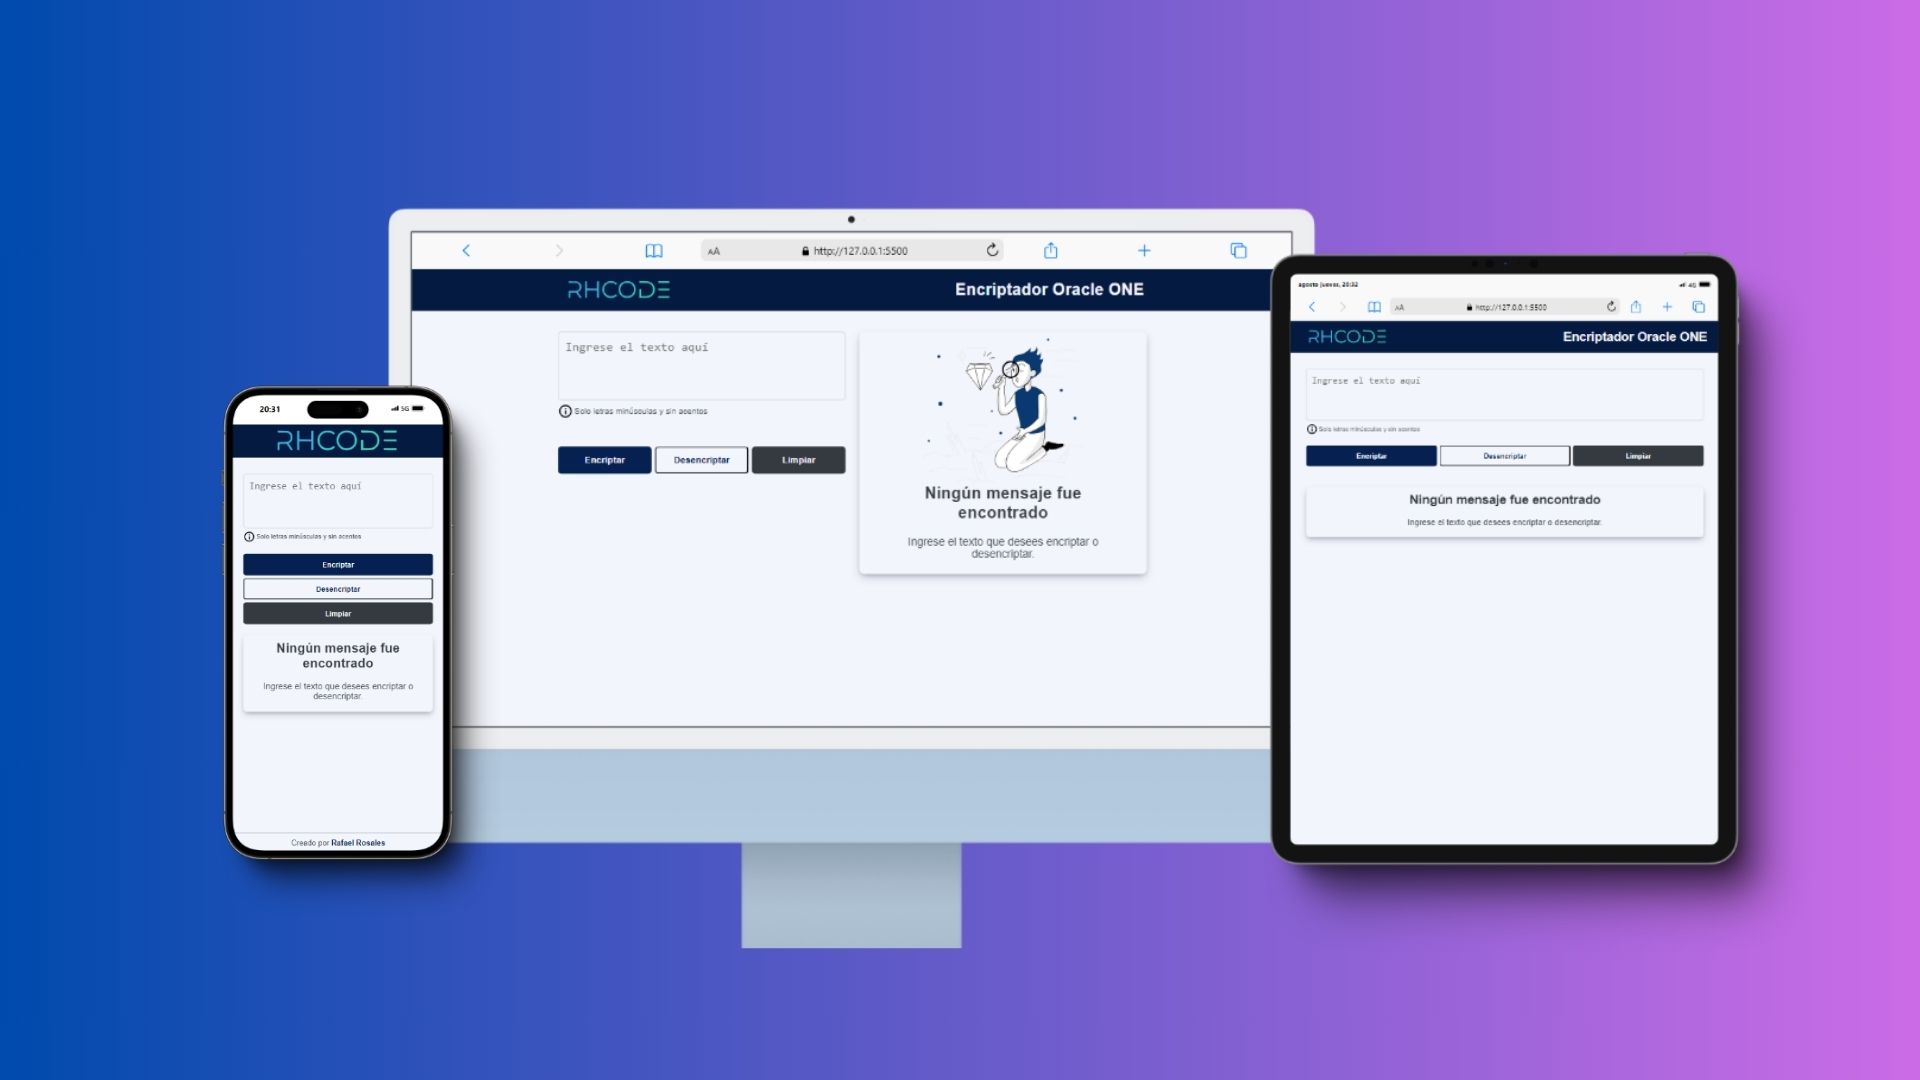 20:31
5G
RHCODE
Ingrese el texto aquí
Solo letras minúsculas y sin acentos
Encriptar
Desencriptar
Limpiar
Ningún mensaje fue
encontrado
Ingrese el texto que desees encriptar o
desencriptar.
Creado por Rafael Rosales
AA
http://127.0.0.1:5500
RHCODE
Encriptador Oracle ONE
Ingrese el texto aquí
Solo letras minúsculas y sin acentos
Encriptar
Desencriptar
Limpiar
Ningún mensaje fue
encontrado
Ingrese el texto que desees encriptar o
desencriptar.
agosto jueves, 20:32
4G
AA
http://127.0.0.1:5500
RHCODE
Encriptador Oracle ONE
Ingrese el texto aquí
Solo letras minúsculas y sin acentos
Encriptar
Desencriptar
Limpiar
Ningún mensaje fue encontrado
Ingrese el texto que desees encriptar o desencriptar.